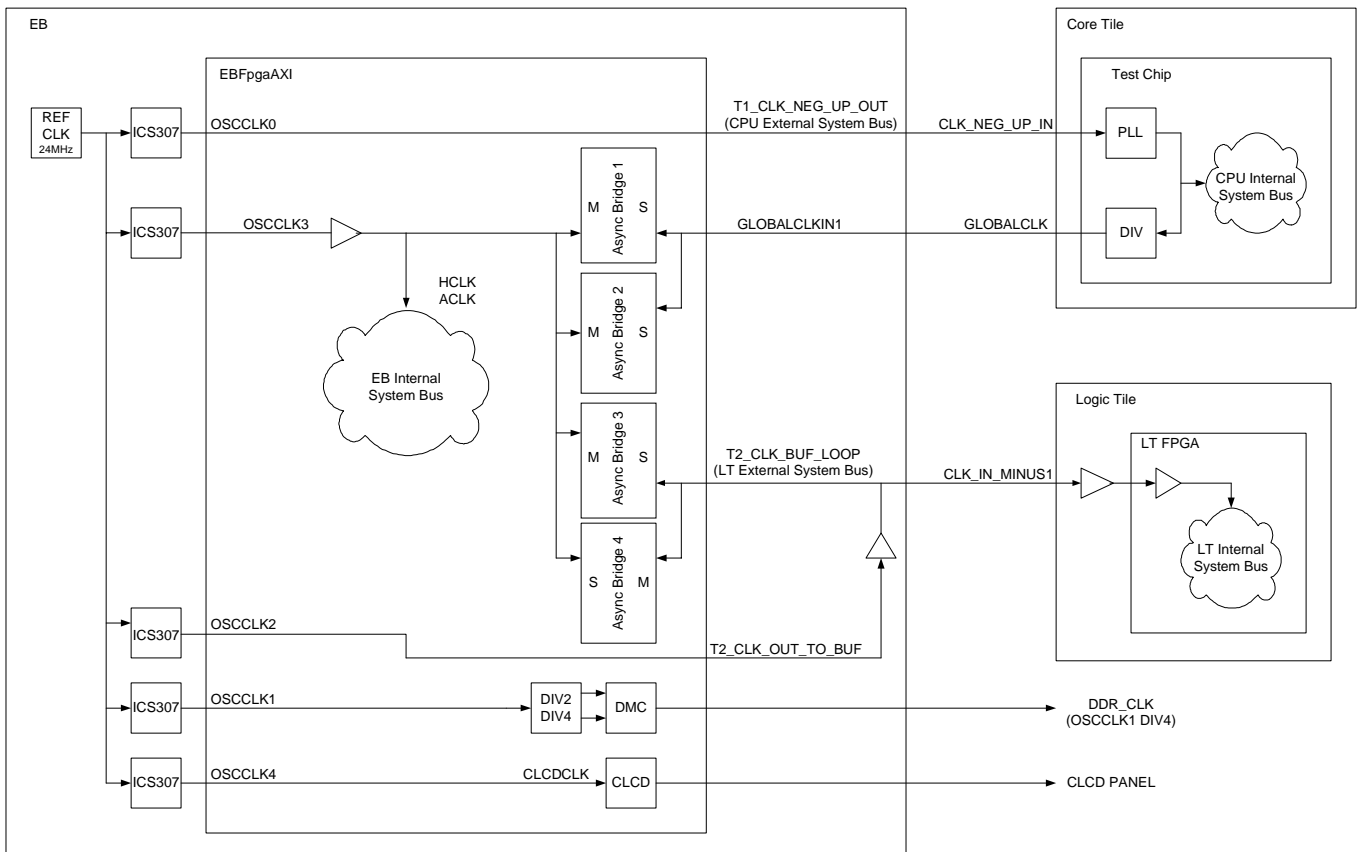 EB
Core Tile
EBFpgaAXI
Test Chip
REF
CLK
24MHz
ICS307
OSCCLK0
T1_CLK_NEG_UP_OUT
(CPU External System Bus)
CLK_NEG_UP_IN
PLL
CPU Internal
System Bus
ICS307
OSCCLK3
M
Async Bridge 1
S
GLOBALCLKIN1
GLOBALCLK
DIV
HCLK
ACLK
M
Async Bridge 2
S
EB Internal
System Bus
Logic Tile
M
Async Bridge 3
S
T2_CLK_BUF_LOOP
(LT External System Bus)
CLK_IN_MINUS1
LT FPGA
LT Internal
System Bus
S
Async Bridge 4
M
ICS307
OSCCLK2
T2_CLK_OUT_TO_BUF
ICS307
OSCCLK1
DIV2
DIV4
DMC
DDR_CLK
(OSCCLK1 DIV4)
ICS307
OSCCLK4
CLCDCLK
CLCD
CLCD PANEL